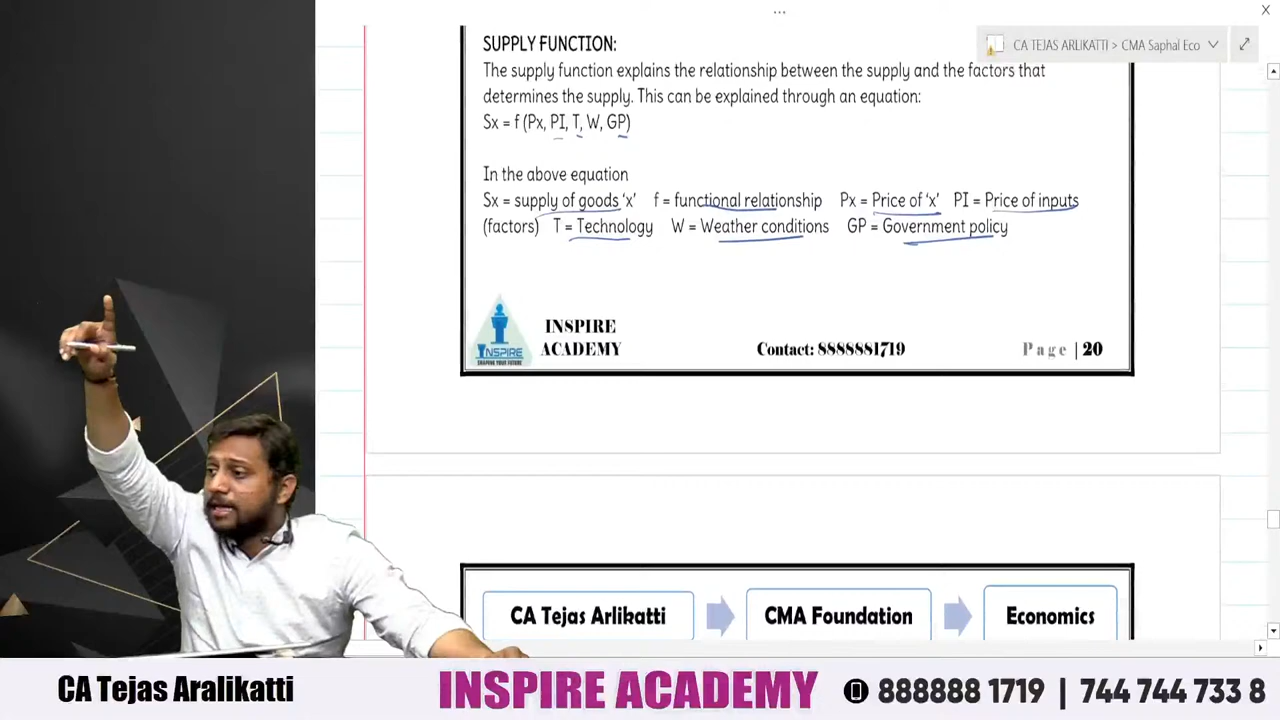 ...
X
CA TEJAS ARLIKATTI > CMA Saphal Eco
SUPPLY FUNCTION:
The supply function explains the relationship between the supply and the factors that
determines the supply. This can be explained through an equation:
Sx = f (Px, PI, T, W, GP)
In the above equation
Sx = supply of goods ‘x’ f = functional relationship Px = Price of ‘x’ PI = Price of inputs
(factors) T = Technology W = Weather conditions GP = Government policy
INSPIRE
SHAPING YOUR FUTURE
INSPIRE
ACADEMY
Contact: 8888881719
Page | 20
CA Tejas Arlikatti
CMA Foundation
Economics
CA Tejas Aralikatti
INSPIRE ACADEMY
888888 1719 | 744 744 733 8